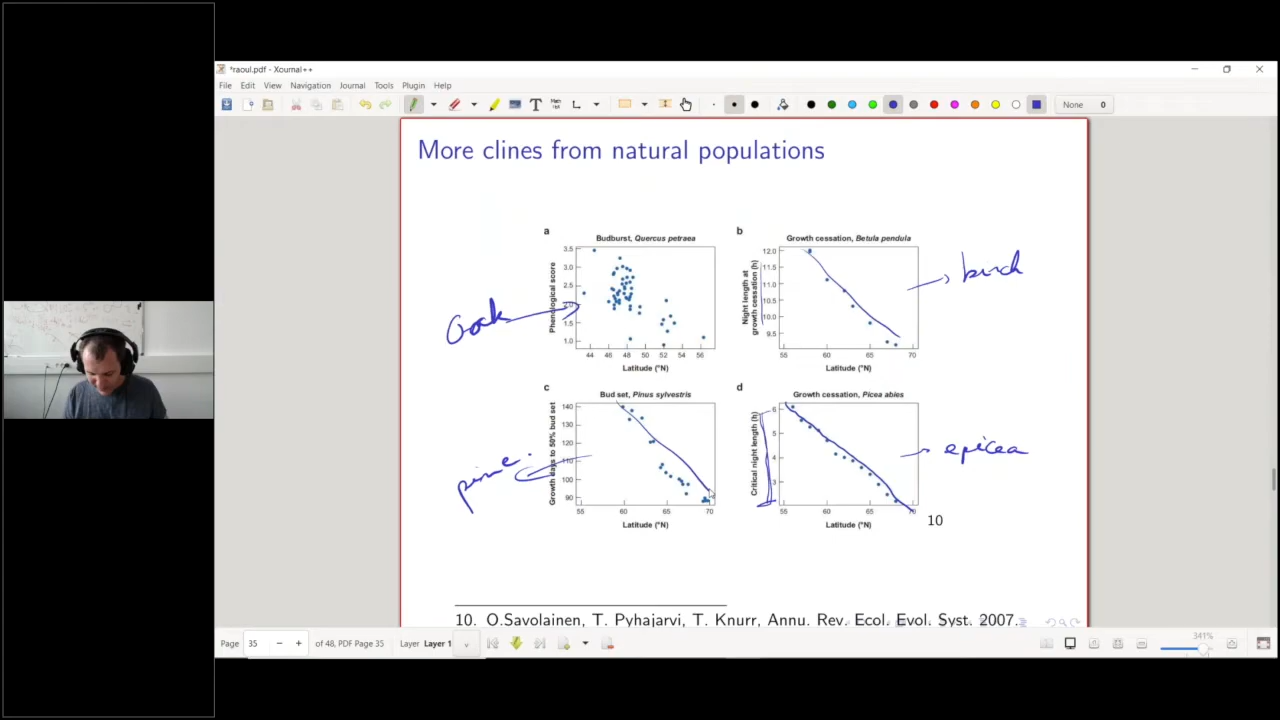 *raoul.pdf - Xournal++
File Edit View Navigation Journal Tools Plugin Help
None 0
More clines from natural populations
a
Budburst, Quercus petraea
3.5
3.0
2.5
2.0
1.5
1.0
Phenological score
44 46 48 50 52 54 56
Latitude (°N)
Oak
b
Growth cessation, Betula pendula
12.0
11.5
11.0
10.5
10.0
9.5
Night length at
growth cessation (h)
55 60 65 70
Latitude (°N)
birch
c
Bud set, Pinus sylvestris
140
130
120
110
100
90
Growth days to 50% bud set
55 60 65 70
Latitude (°N)
pine.
d
Growth cessation, Picea abies
6
5
4
3
Critical night length (h)
55 60 65 70
Latitude (°N)
epicea
10
10. O.Savolainen, T. Pyhajarvi, T. Knurr, Annu. Rev. Ecol. Evol. Syst. 2007.
Page 35 − + of 48, PDF Page 35 Layer Layer 1
341%